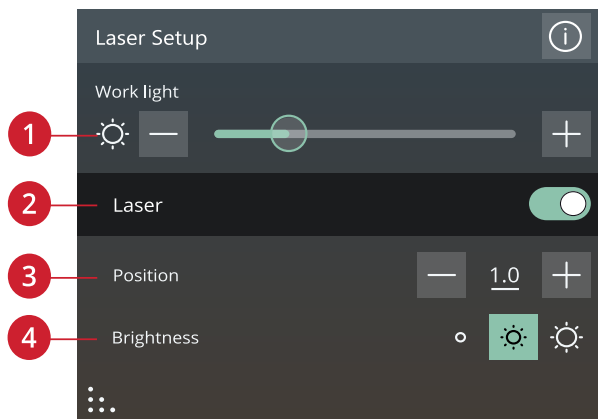 Laser Setup
i
Work light
1
2 Laser
3 Position 1.0
4 Brightness